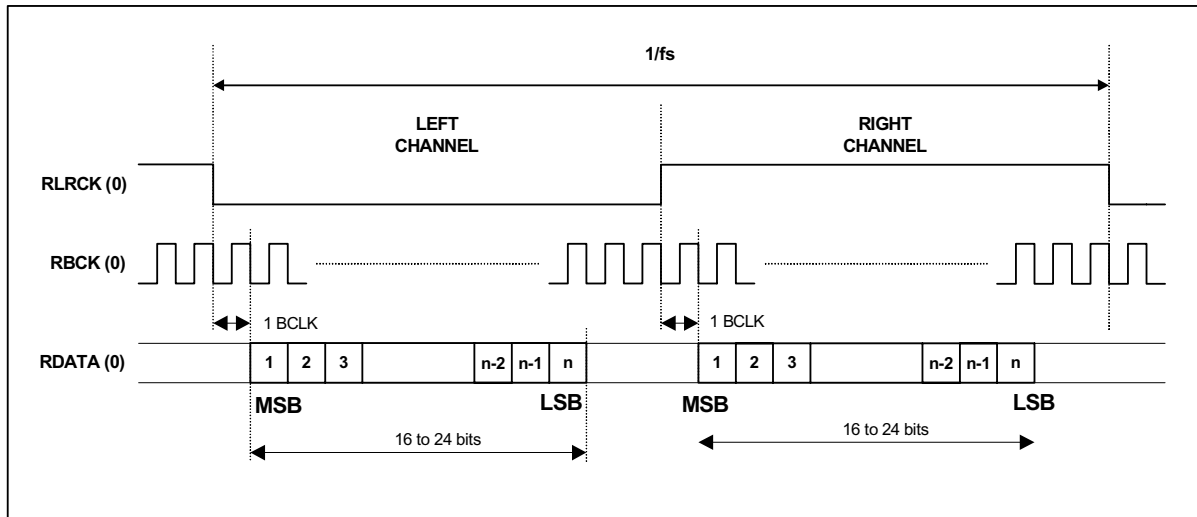 1/fs
LEFT
CHANNEL
RIGHT
CHANNEL
RLRCK (0)
RBCK (0)
1 BCLK
1 BCLK
RDATA (0)
1 2 3 n-2 n-1 n
1 2 3 n-2 n-1 n
MSB LSB MSB LSB
16 to 24 bits
16 to 24 bits